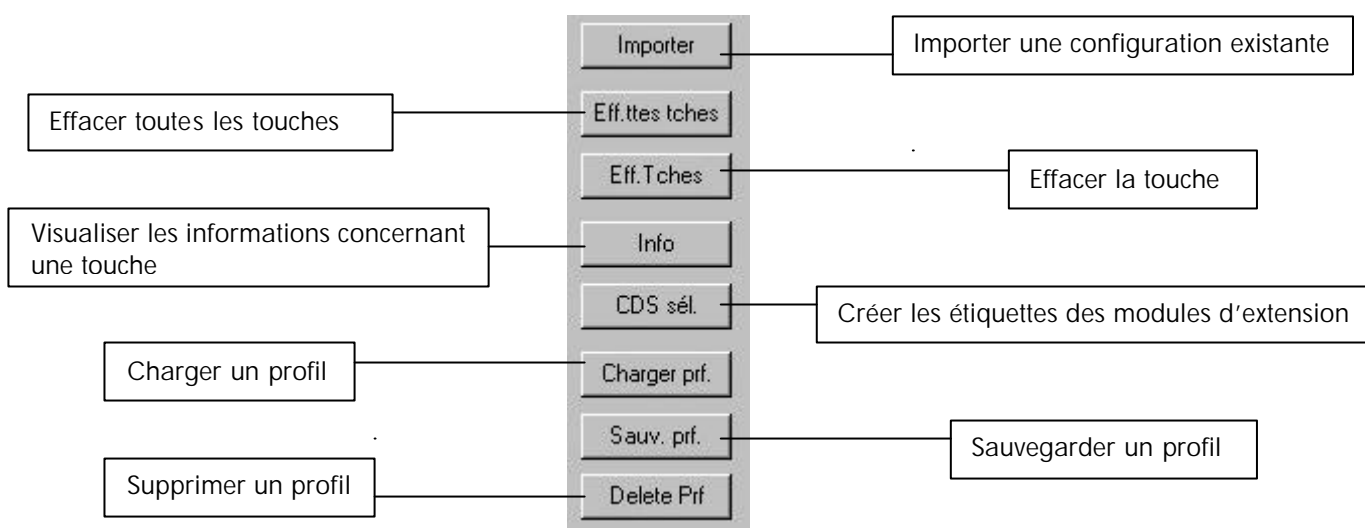 Importer
Importer une configuration existante
Effacer toutes les touches
Eff.ttes tches
Eff.Tches
Effacer la touche
Visualiser les informations concernant
une touche
Info
CDS sél.
Créer les étiquettes des modules d'extension
Charger un profil
Charger prf.
Sauv. prf.
Sauvegarder un profil
Supprimer un profil
Delete Prf